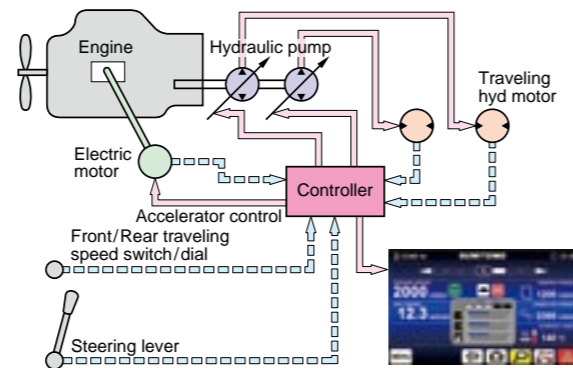 Engine
Hydraulic pump
Traveling
hyd motor
Electric
motor
Controller
Accelerator control
Front/Rear traveling
speed switch/dial
Steering lever
SUMITOMO
2000
12.3